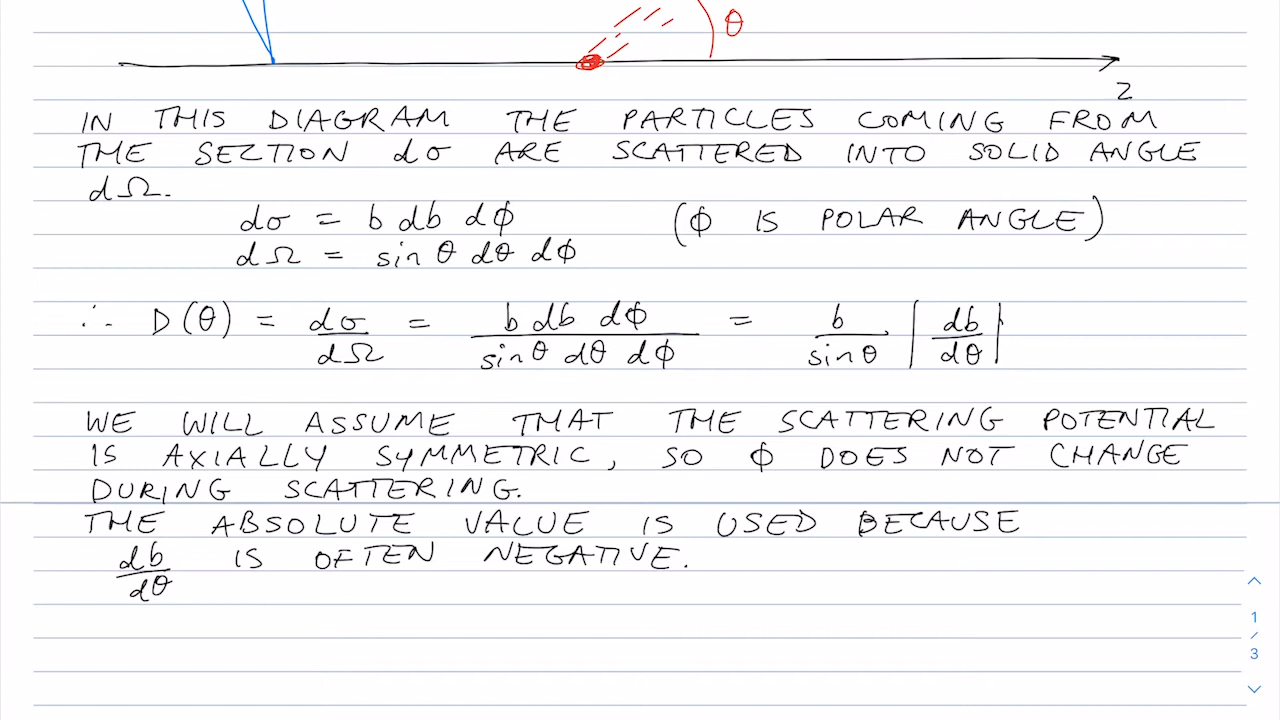 θ
z
IN THIS DIAGRAM THE PARTICLES COMING FROM
THE SECTION dσ ARE SCATTERED INTO SOLID ANGLE
dΩ.
dσ = b db dϕ (ϕ IS POLAR ANGLE)
dΩ = sin θ dθ dϕ
∴ D(θ) = dσ/dΩ = b db dϕ / sinθ dθ dϕ = b/sinθ |db/dθ|
WE WILL ASSUME THAT THE SCATTERING POTENTIAL
IS AXIALLY SYMMETRIC, SO ϕ DOES NOT CHANGE
DURING SCATTERING.
THE ABSOLUTE VALUE IS USED BECAUSE
db/dθ IS OFTEN NEGATIVE.
1
/
3